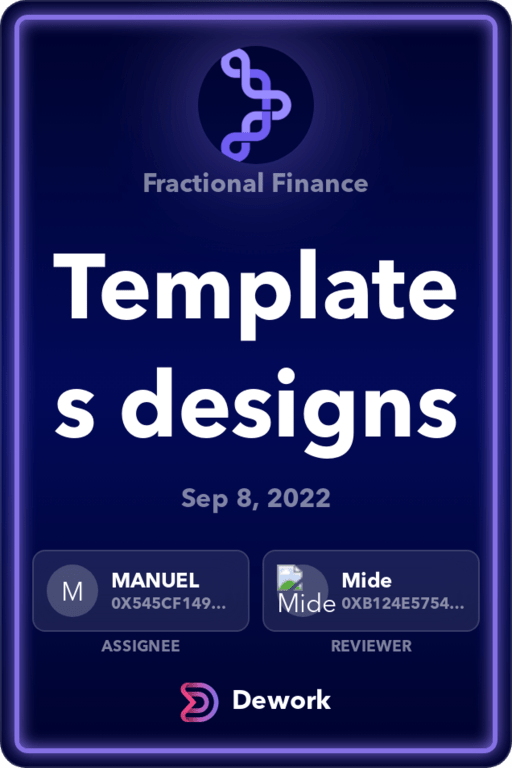 Fractional Finance
Template
s designs
Sep 8, 2022
M
MANUEL
0X545CF149...
Mide
Mide
0XB124E5754...
ASSIGNEE
REVIEWER
Dework